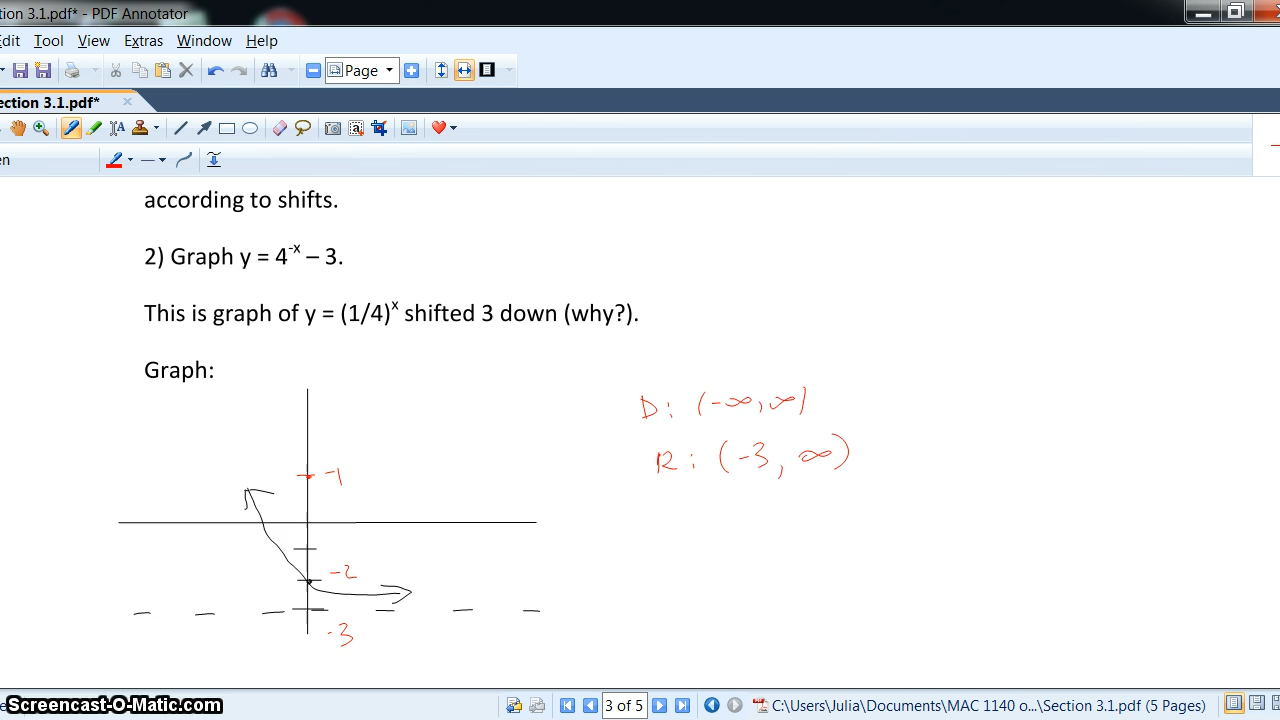 ction 3.1.pdf* - PDF Annotator
Edit Tool View Extras Window Help
Page
ection 3.1.pdf*
en
according to shifts.
2) Graph y = 4^-x – 3.
This is graph of y = (1/4)^x shifted 3 down (why?).
Graph:
D: (-∞, ∞)
R: (-3, ∞)
-1
-2
-3
Screencast-O-Matic.com
3 of 5
C:\Users\Julia\Documents\MAC 1140 o...\Section 3.1.pdf (5 Pages)